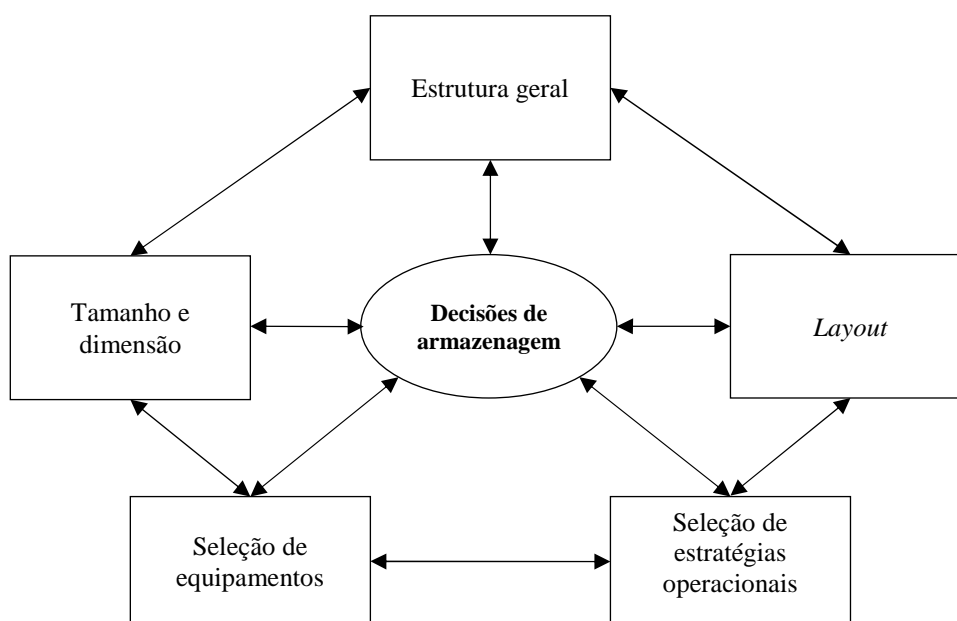 Estrutura geral
Tamanho e
dimensão
Decisões de
armazenagem
Layout
Seleção de
equipamentos
Seleção de
estratégias
operacionais